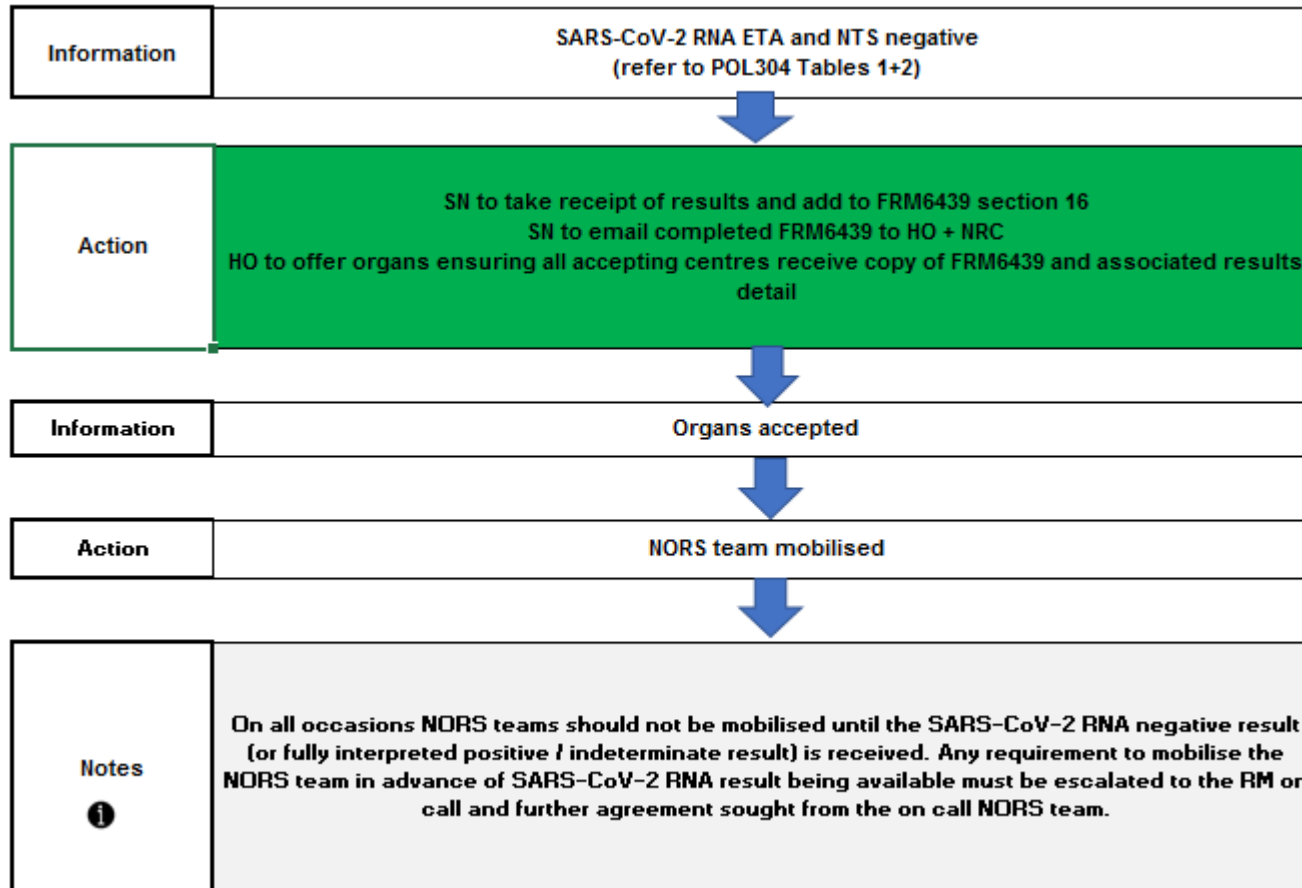 Information
SARS-CoV-2 RNA ETA and NTS negative
(refer to POL304 Tables 1+2)
Action
SN to take receipt of results and add to FRM6439 section 16
SN to email completed FRM6439 to HO + NRC
HO to offer organs ensuring all accepting centres receive copy of FRM6439 and associated results
detail
Information
Organs accepted
Action
NORS team mobilised
Notes
On all occasions NORS teams should not be mobilised until the SARS-CoV-2 RNA negative result
(or fully interpreted positive / indeterminate result) is received. Any requirement to mobilise the
NORS team in advance of SARS-CoV-2 RNA result being available must be escalated to the RM on
call and further agreement sought from the on call NORS team.